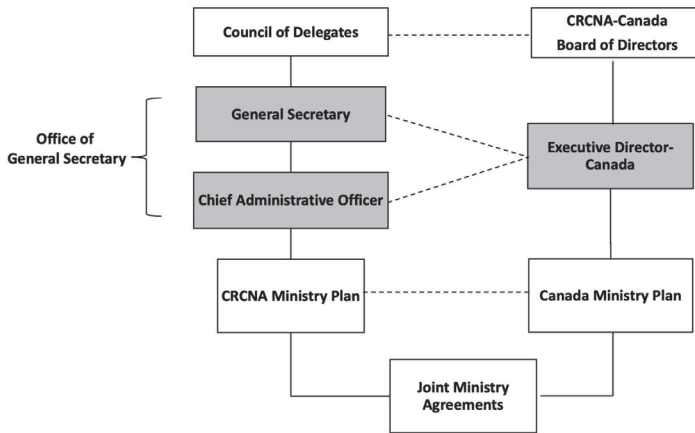 Council of Delegates
CRCNA-Canada
Board of Directors
General Secretary
Office of
General Secretary
Executive Director-
Canada
Chief Administrative Officer
CRCNA Ministry Plan
Canada Ministry Plan
Joint Ministry
Agreements